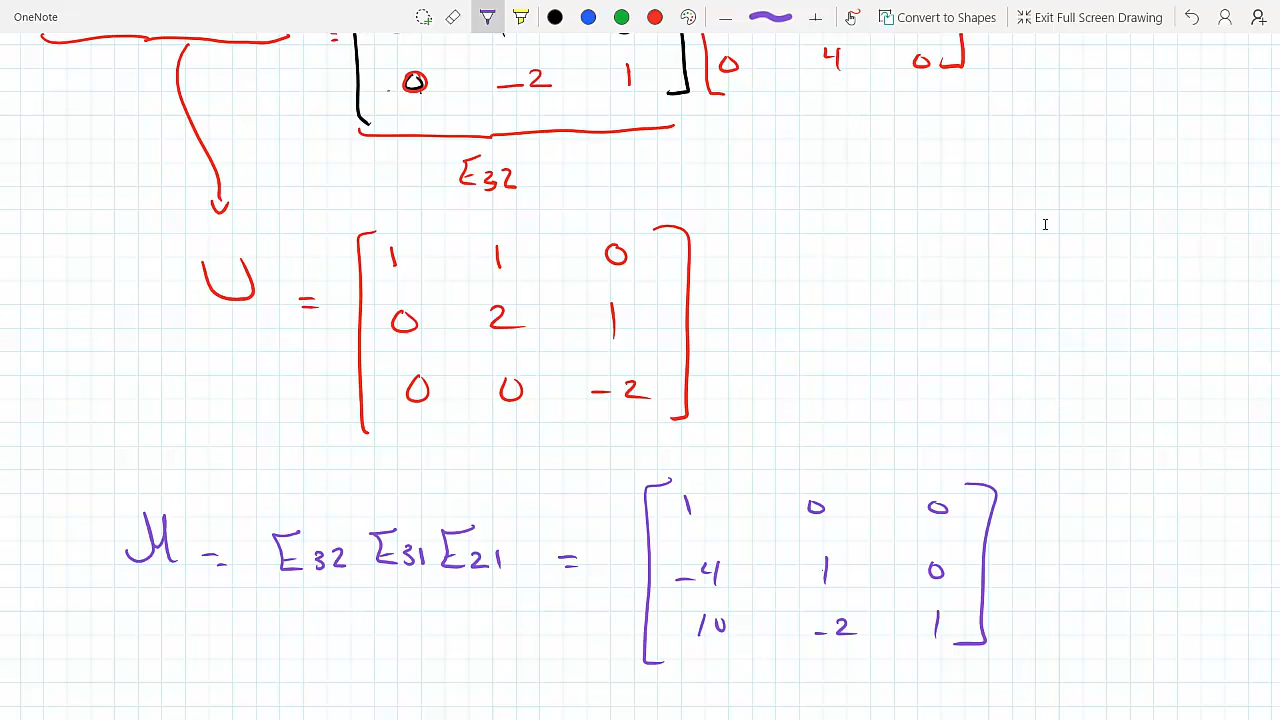 OneNote
Convert to Shapes
Exit Full Screen Drawing
=
0 4 0
0 -2 1
E32
U = 1 1 0
0 2 1
0 0 -2
M = E32 E31 E21 = 1 0 0
-4 1 0
10 -2 1